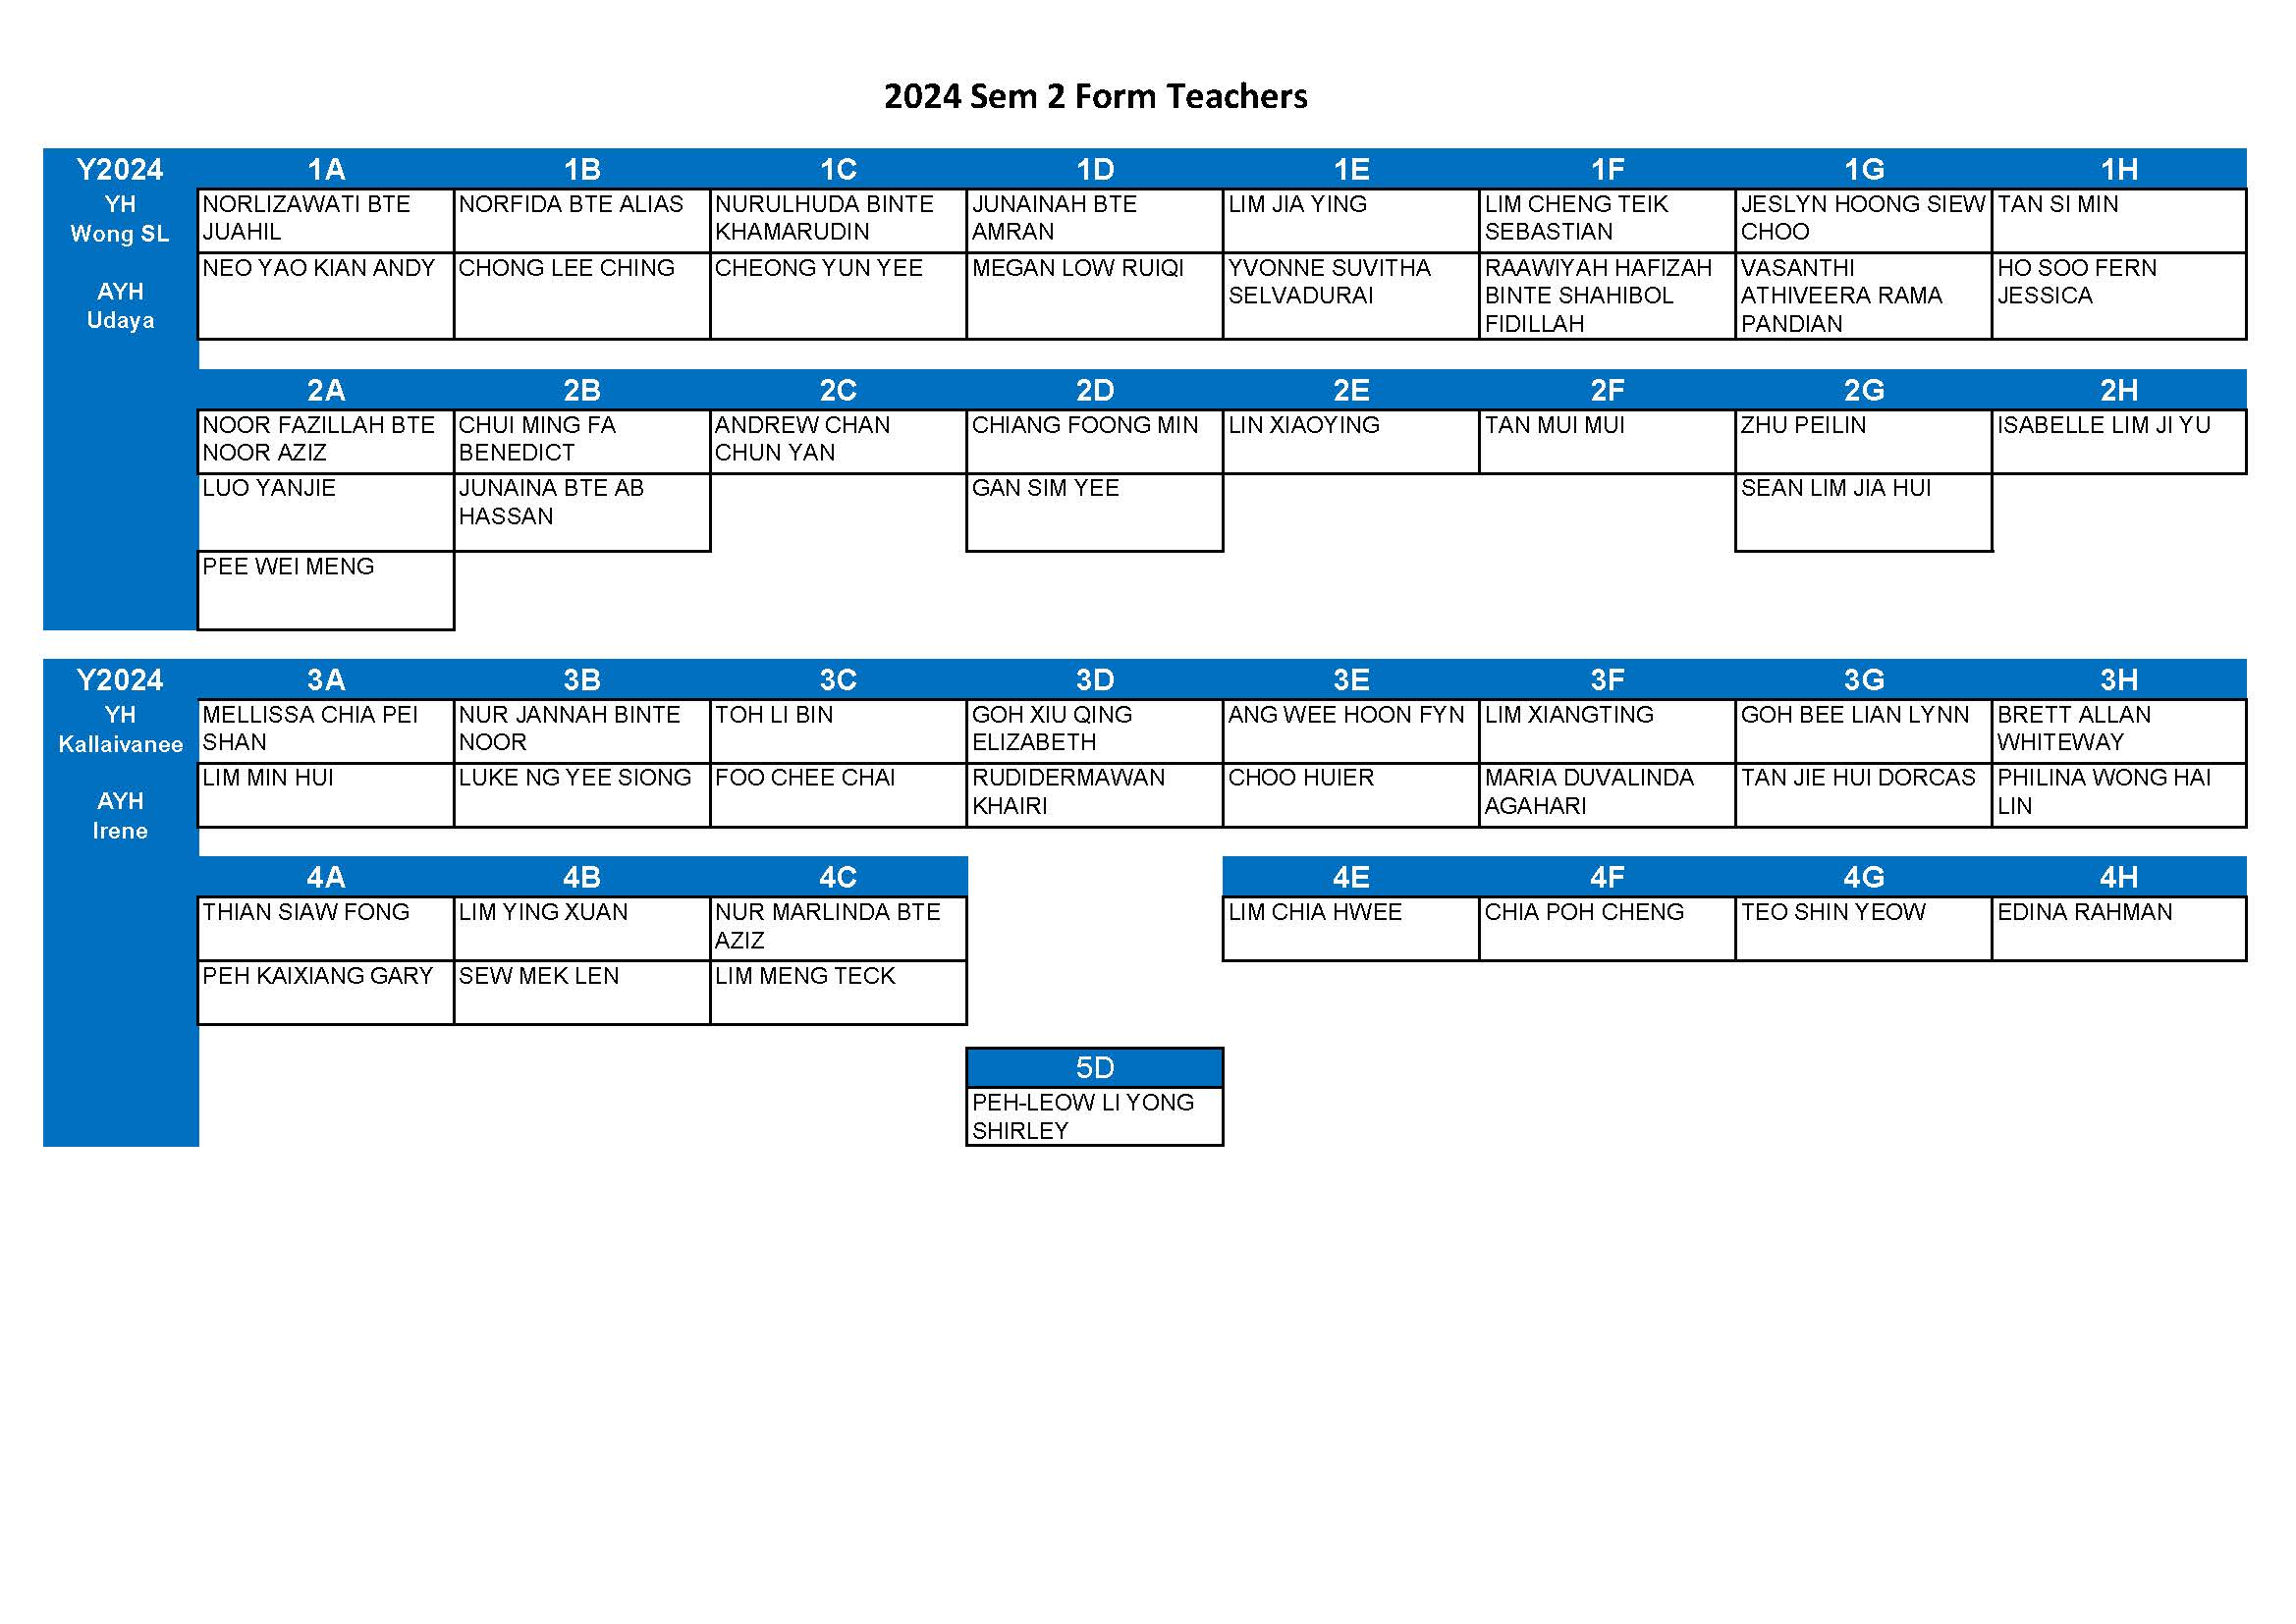 2024 Sem 2 Form Teachers
Y2024 1A 1B 1C 1D 1E 1F 1G 1H
YH
Wong SL
AYH
Udaya
NORLIZAWATI BTE
JUAHIL
NORFIDA BTE ALIAS
NURULHUDA BINTE
KHAMARUDIN
JUNAINAH BTE
AMRAN
LIM JIA YING
LIM CHENG TEIK
SEBASTIAN
JESLYN HOONG SIEW
CHOO
TAN SI MIN
NEO YAO KIAN ANDY
CHONG LEE CHING
CHEONG YUN YEE
MEGAN LOW RUIQI
YVONNE SUVITHA
SELVADURAI
RAAWIYAH HAFIZAH
BINTE SHAHIBOL
FIDILLAH
VASANTHI
ATHIVEERA RAMA
PANDIAN
HO SOO FERN
JESSICA
2A 2B 2C 2D 2E 2F 2G 2H
NOOR FAZILLAH BTE
NOOR AZIZ
CHUI MING FA
BENEDICT
ANDREW CHAN
CHUN YAN
CHIANG FOONG MIN
LIN XIAOYING
TAN MUI MUI
ZHU PEILIN
ISABELLE LIM JI YU
LUO YANJIE
JUNAINA BTE AB
HASSAN
GAN SIM YEE
SEAN LIM JIA HUI
PEE WEI MENG
Y2024 3A 3B 3C 3D 3E 3F 3G 3H
YH
Kallaivanee
AYH
Irene
MELLISSA CHIA PEI
SHAN
NUR JANNAH BINTE
NOOR
TOH LI BIN
GOH XIU QING
ELIZABETH
ANG WEE HOON FYN
LIM XIANGTING
GOH BEE LIAN LYNN
BRETT ALLAN
WHITEWAY
LIM MIN HUI
LUKE NG YEE SIONG
FOO CHEE CHAI
RUDIDERMAWAN
KHAIRI
CHOO HUIER
MARIA DUVALINDA
AGAHARI
TAN JIE HUI DORCAS
PHILINA WONG HAI
LIN
4A 4B 4C 4E 4F 4G 4H
THIAN SIAW FONG
LIM YING XUAN
NUR MARLINDA BTE
AZIZ
LIM CHIA HWEE
CHIA POH CHENG
TEO SHIN YEOW
EDINA RAHMAN
PEH KAIXIANG GARY
SEW MEK LEN
LIM MENG TECK
5D
PEH-LEOW LI YONG
SHIRLEY